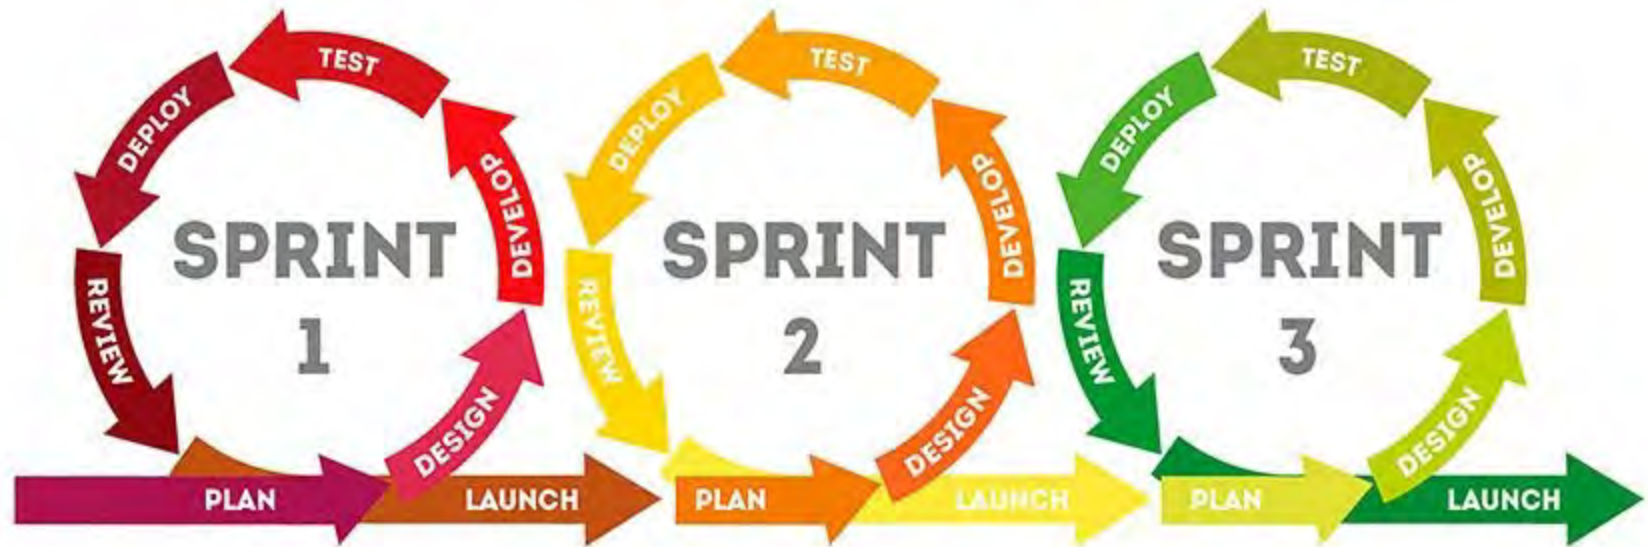 SPRINT
1
PLAN
DESIGN
DEVELOP
TEST
DEPLOY
REVIEW
LAUNCH
SPRINT
2
PLAN
DESIGN
DEVELOP
TEST
DEPLOY
REVIEW
LAUNCH
SPRINT
3
PLAN
DESIGN
DEVELOP
TEST
DEPLOY
REVIEW
LAUNCH